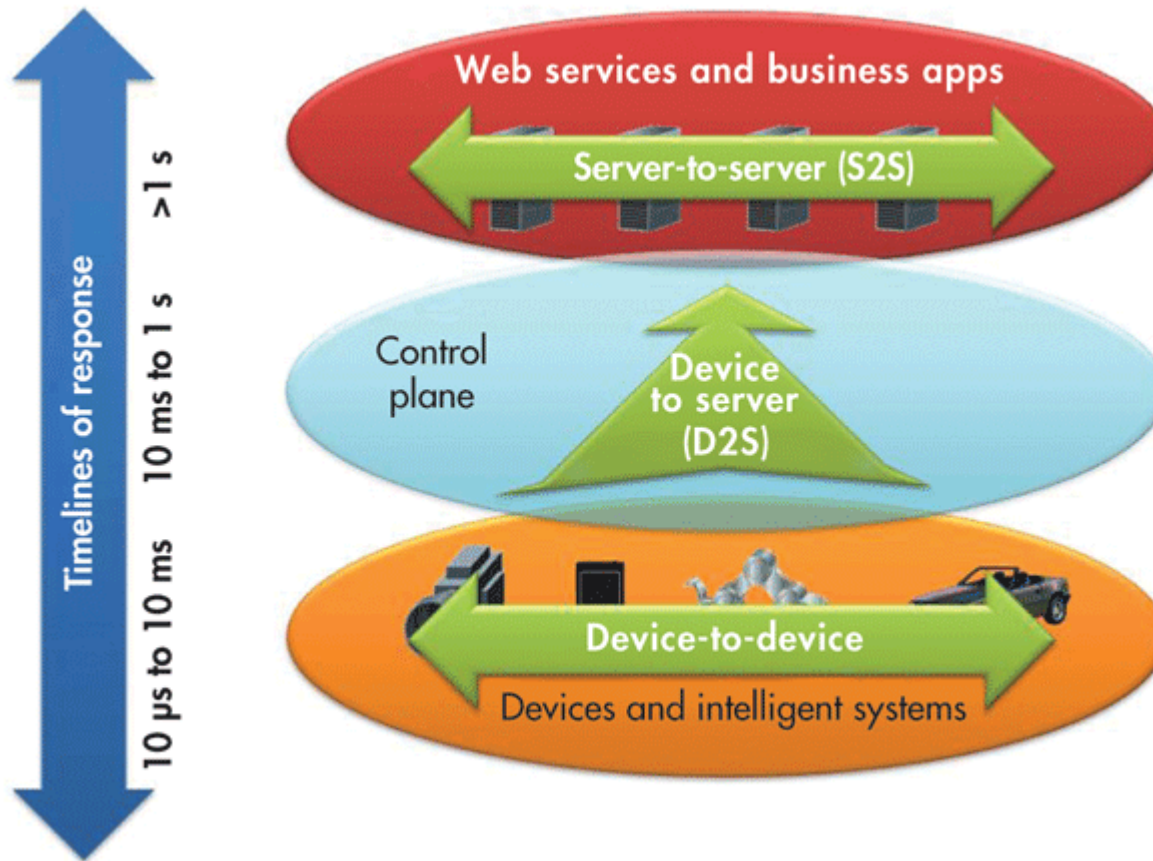 Web services and business apps
Server-to-server (S2S)
>1 s
Timelines of response
10 ms to 1 s
Control
plane
Device
to server
(D2S)
10 µs to 10 ms
Device-to-device
Devices and intelligent systems